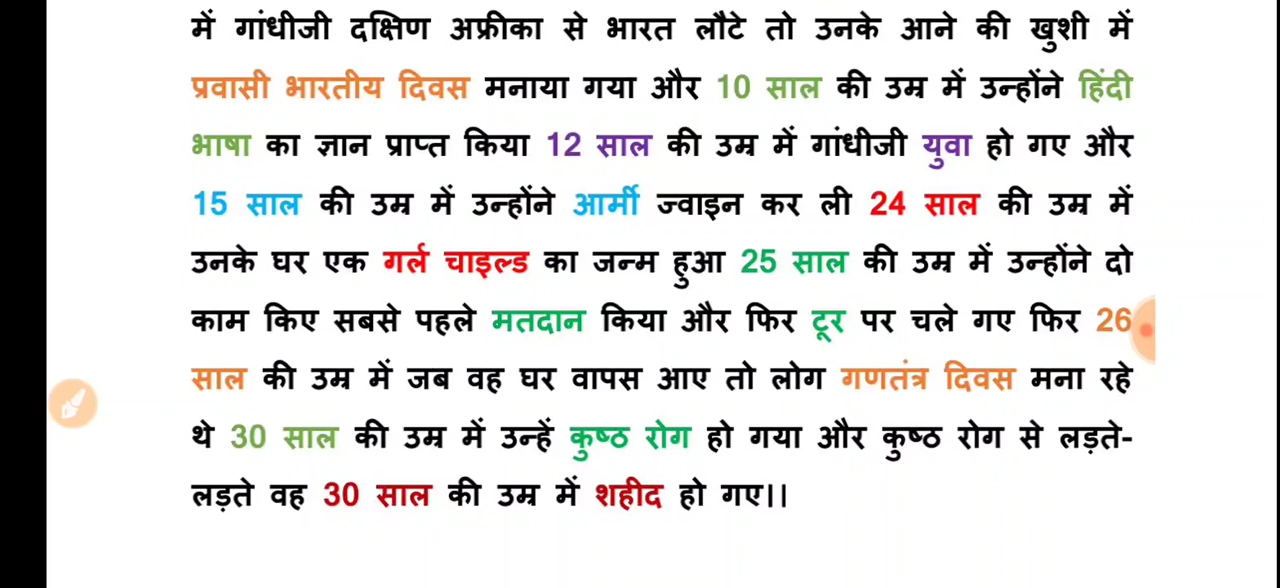 में गांधीजी दक्षिण अफ्रीका से भारत लौटे तो उनके आने की खुशी में
प्रवासी भारतीय दिवस मनाया गया और 10 साल की उम्र में उन्होंने हिंदी
भाषा का ज्ञान प्राप्त किया 12 साल की उम्र में गांधीजी युवा हो गए और
15 साल की उम्र में उन्होंने आर्मी ज्वाइन कर ली 24 साल की उम्र में
उनके घर एक गर्ल चाइल्ड का जन्म हुआ 25 साल की उम्र में उन्होंने दो
काम किए सबसे पहले मतदान किया और फिर टूर पर चले गए फिर 26
साल की उम्र में जब वह घर वापस आए तो लोग गणतंत्र दिवस मना रहे
थे 30 साल की उम्र में उन्हें कुष्ठ रोग हो गया और कुष्ठ रोग से लड़ते-
लड़ते वह 30 साल की उम्र में शहीद हो गए।।